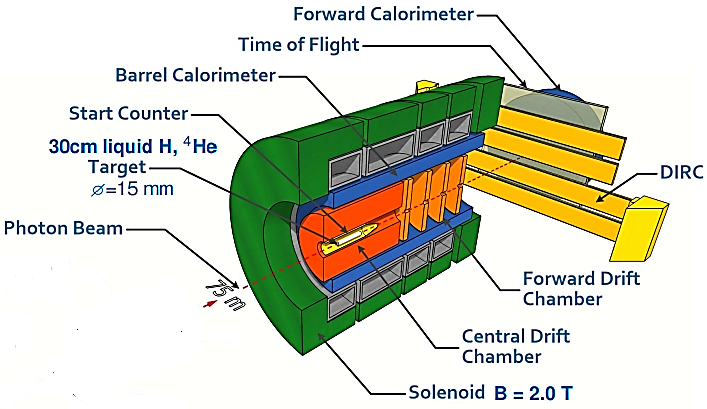 Forward Calorimeter
Time of Flight
Barrel Calorimeter
Start Counter
30cm liquid H, ⁴He
Target
⌀=15 mm
Photon Beam
75 m
DIRC
Forward Drift
Chamber
Central Drift
Chamber
Solenoid B = 2.0 T